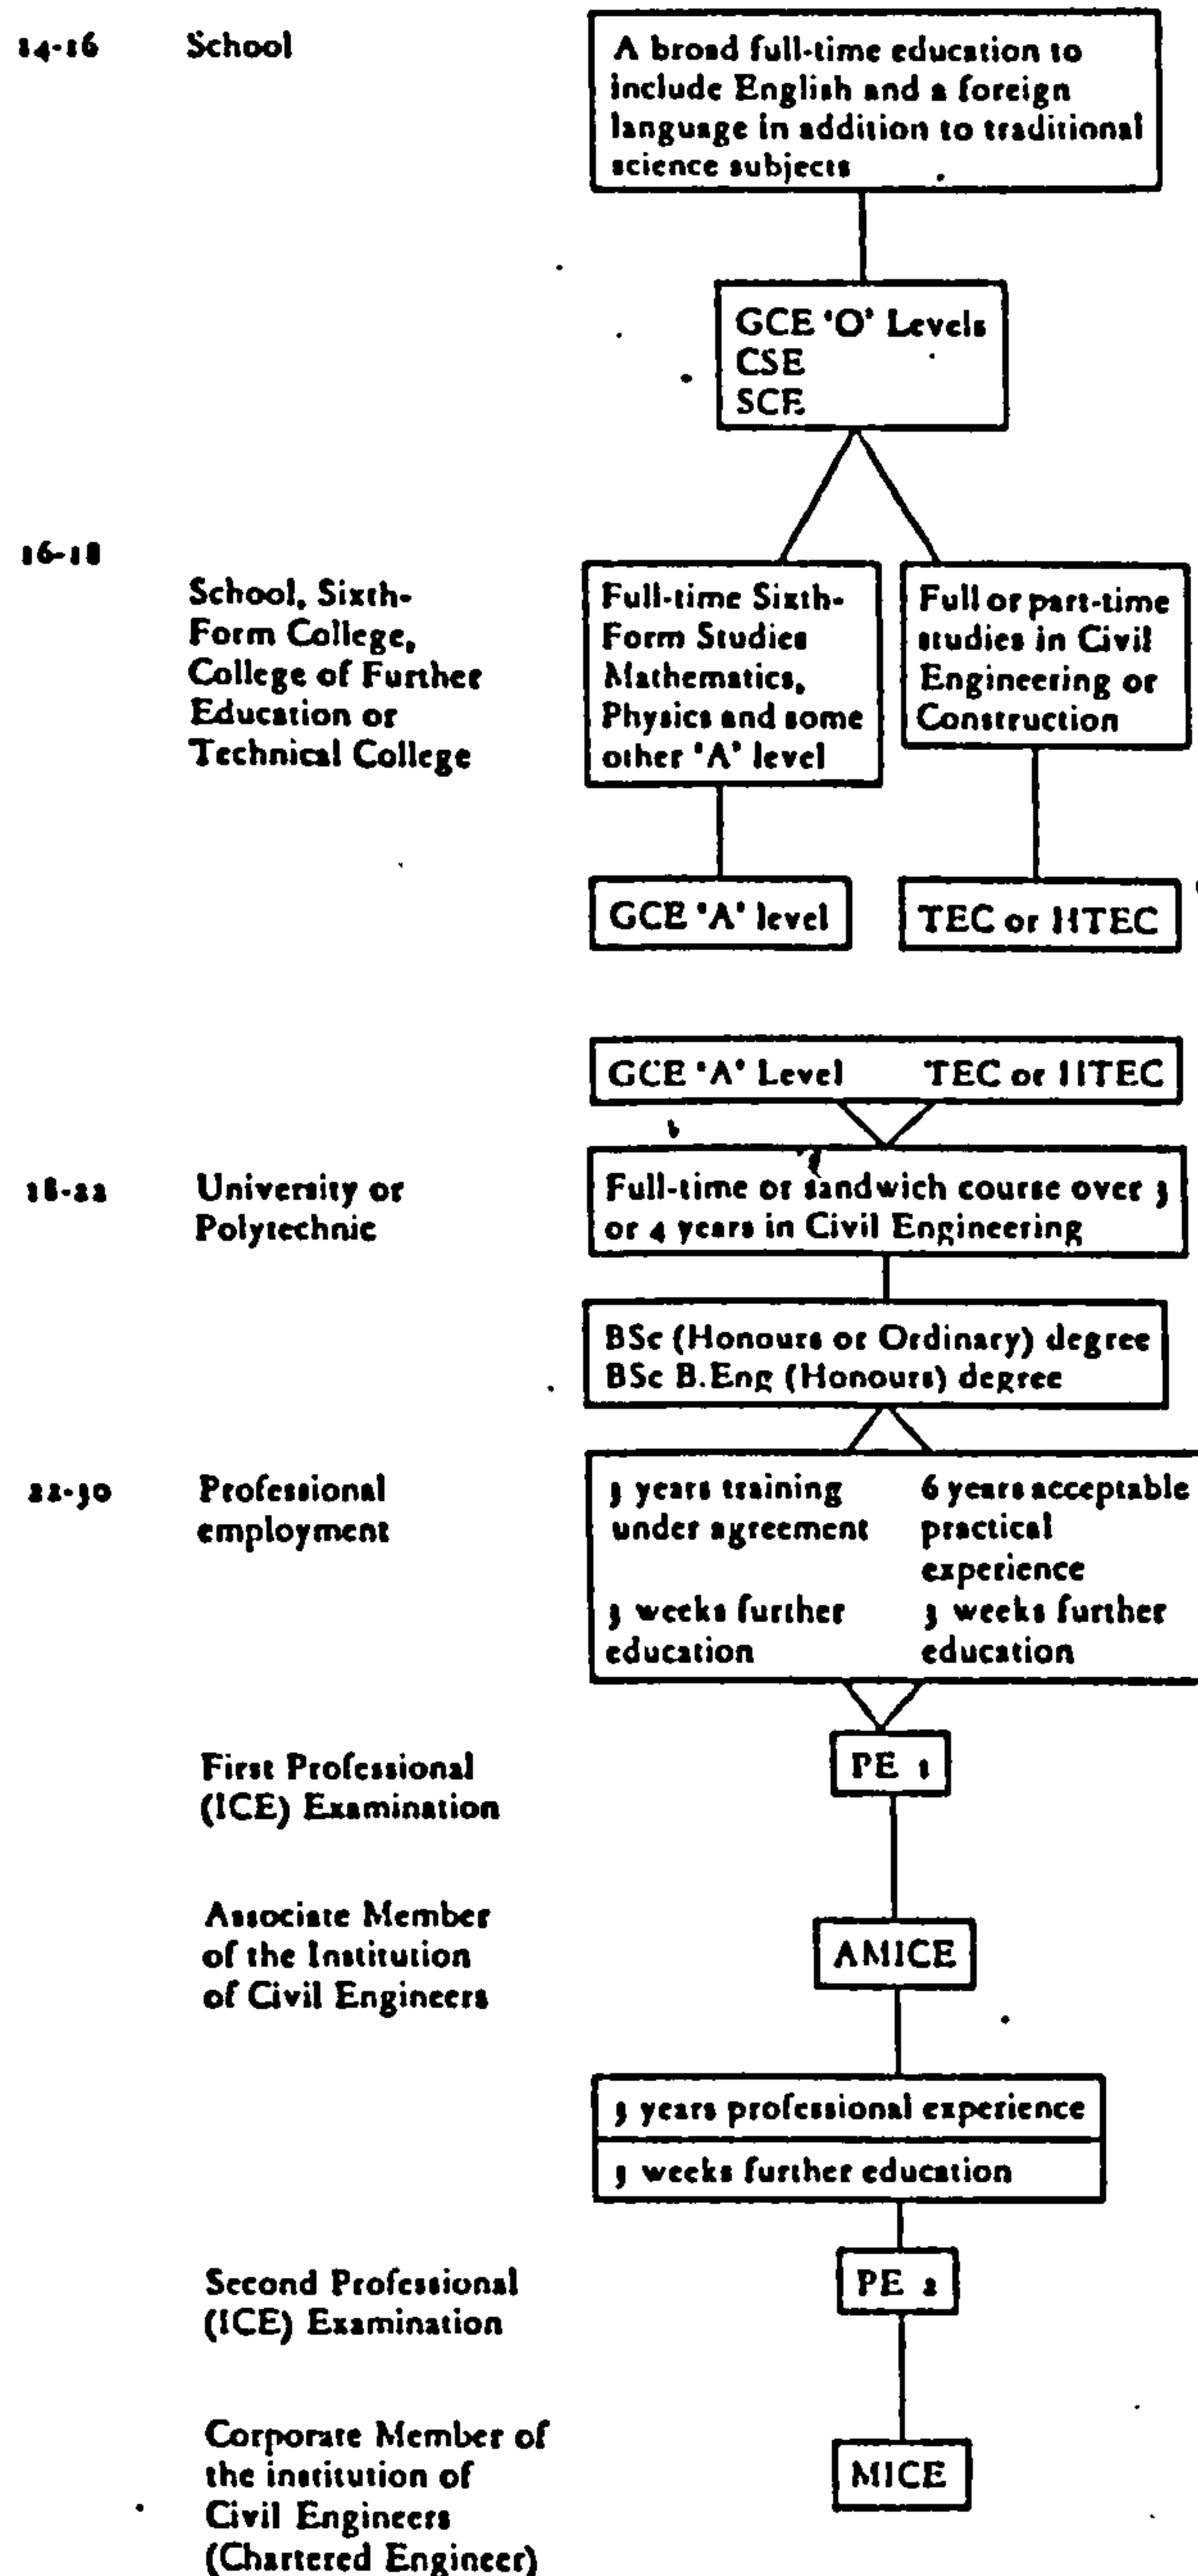 14-16 School
A broad full-time education to
include English and a foreign
language in addition to traditional
science subjects
GCE 'O' Levels
CSE
SCE
16-18
School, Sixth-
Form College,
College of Further
Education or
Technical College
Full-time Sixth-
Form Studies
Mathematics,
Physics and some
other 'A' level
Full or part-time
studies in Civil
Engineering or
Construction
GCE 'A' level
TEC or HTEC
GCE 'A' Level TEC or HTEC
18-22
University or
Polytechnic
Full-time or sandwich course over 3
or 4 years in Civil Engineering
BSc (Honours or Ordinary) degree
BSc B.Eng (Honours) degree
22-30
Professional
employment
3 years training
under agreement
3 weeks further
education
6 years acceptable
practical
experience
3 weeks further
education
First Professional
(ICE) Examination
PE 1
Associate Member
of the Institution
of Civil Engineers
AMICE
3 years professional experience
3 weeks further education
Second Professional
(ICE) Examination
PE 2
Corporate Member of
the institution of
Civil Engineers
(Chartered Engineer)
MICE